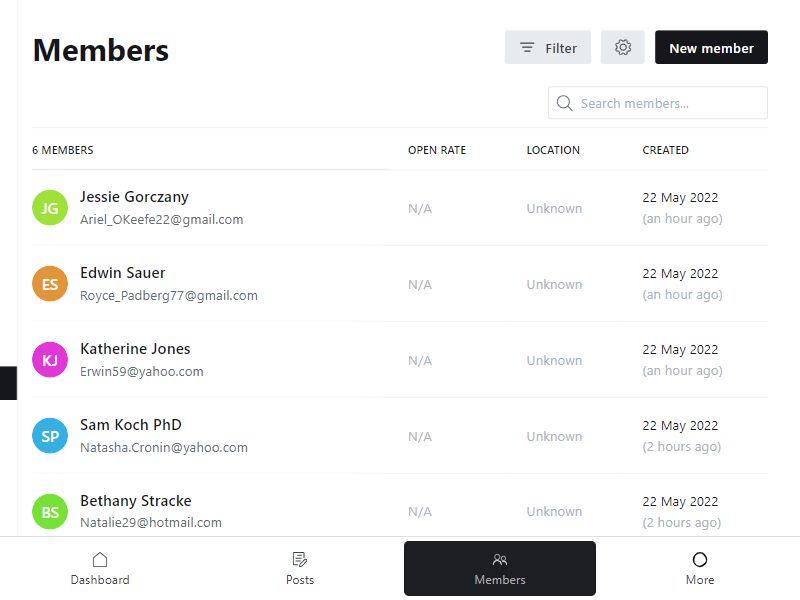 Members
Filter
New member
Search members...
6 MEMBERS OPEN RATE LOCATION CREATED
JG Jessie Gorczany
Ariel_OKeefe22@gmail.com
N/A Unknown 22 May 2022
(an hour ago)
ES Edwin Sauer
Royce_Padberg77@gmail.com
N/A Unknown 22 May 2022
(an hour ago)
KJ Katherine Jones
Erwin59@yahoo.com
N/A Unknown 22 May 2022
(an hour ago)
SP Sam Koch PhD
Natasha.Cronin@yahoo.com
N/A Unknown 22 May 2022
(2 hours ago)
BS Bethany Stracke
Natalie29@hotmail.com
N/A Unknown 22 May 2022
(2 hours ago)
Dashboard Posts Members More